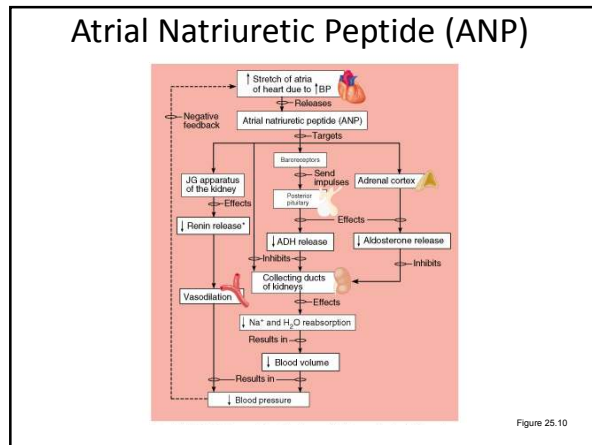 Atrial Natriuretic Peptide (ANP)
↑ Stretch of atria
of heart due to ↑BP
Releases
Negative
feedback
Atrial natriuretic peptide (ANP)
Targets
JG apparatus
of the kidney
Baroreceptors
Adrenal cortex
Send
impulses
Effects
Posterior
pituitary
↓ Renin release*
Effects
↓ ADH release
↓ Aldosterone release
Inhibits
Inhibits
Collecting ducts
of kidneys
Vasodilation
Effects
↓ Na⁺ and H₂O reabsorption
Results in
↓ Blood volume
Results in
↓ Blood pressure
Figure 25.10